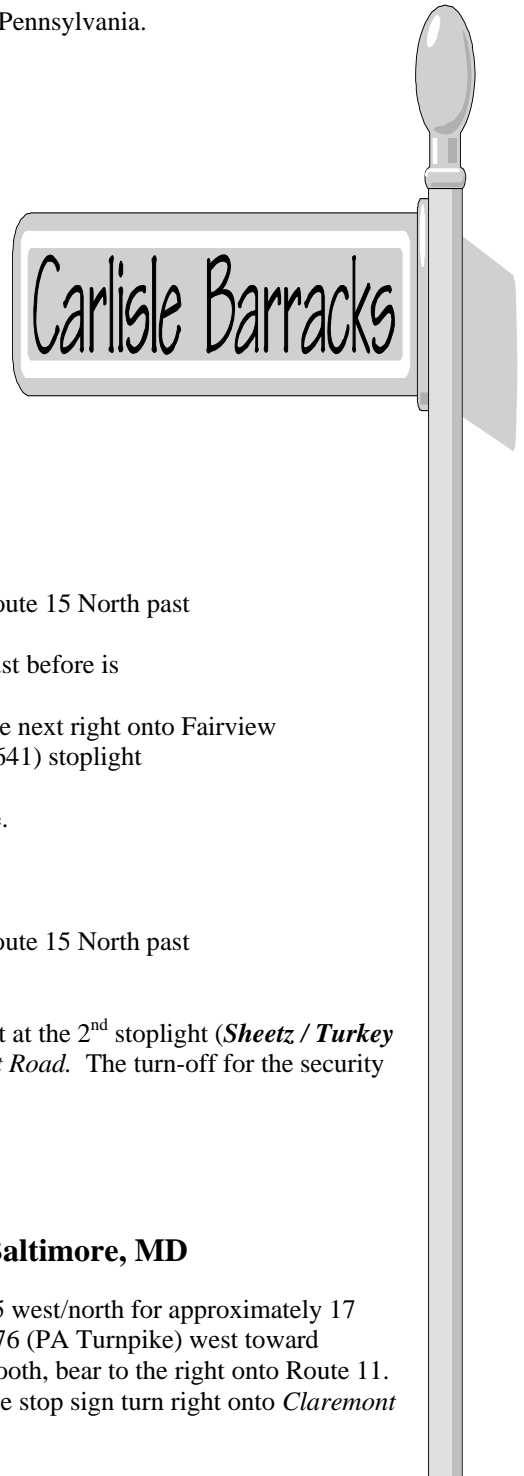 Pennsylvania.
Carlisle Barracks
oute 15 North past
ust before is
e next right onto Fairview
641) stoplight
e.
oute 15 North past
t at the 2nd stoplight (Sheetz / Turkey
t Road. The turn-off for the security
Baltimore, MD
5 west/north for approximately 17
76 (PA Turnpike) west toward
ooth, bear to the right onto Route 11.
e stop sign turn right onto Claremont